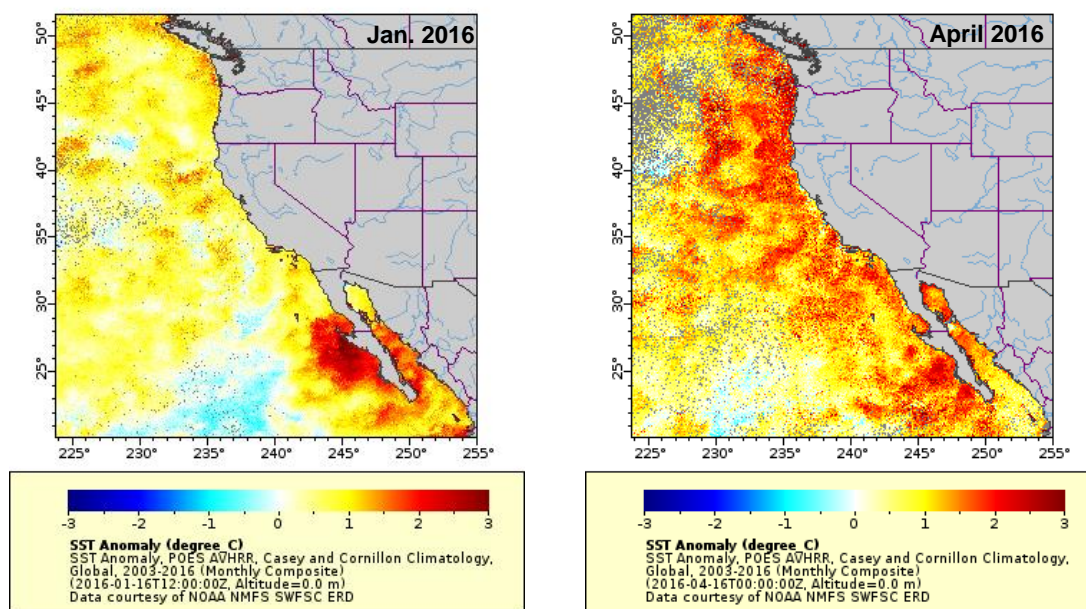 Jan. 2016
50°
45°
40°
35°
30°
25°
225° 230° 235° 240° 245° 250° 255°
-3 -2 -1 0 1 2 3
SST Anomaly (degree_C)
SST Anomaly, POES AVHRR, Casey and Cornillon Climatology,
Global, 2003-2016 (Monthly Composite)
(2016-01-16T12:00:00Z, Altitude=0.0 m)
Data courtesy of NOAA NMFS SWFSC ERD
April 2016
50°
45°
40°
35°
30°
25°
225° 230° 235° 240° 245° 250° 255°
-3 -2 -1 0 1 2 3
SST Anomaly (degree_C)
SST Anomaly, POES AVHRR, Casey and Cornillon Climatology,
Global, 2003-2016 (Monthly Composite)
(2016-04-16T00:00:00Z, Altitude=0.0 m)
Data courtesy of NOAA NMFS SWFSC ERD